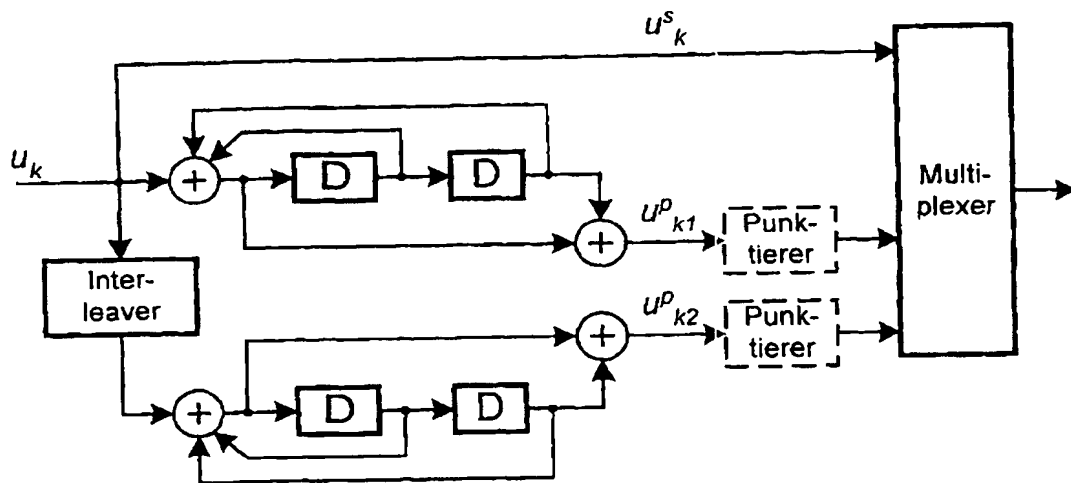 u^s_k
u_k
+
D
D
Multi-
plexer
+
u^p_k1
Punk-
tierer
Inter-
leaver
u^p_k2
Punk-
tierer
+
+
D
D